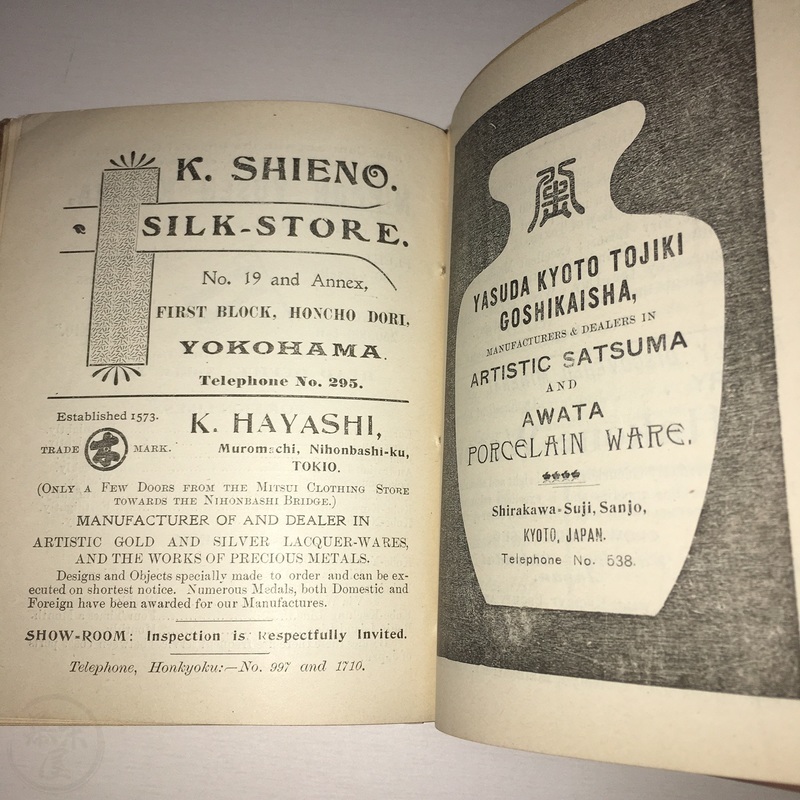 K. SHIENO.
SILK-STORE.
No. 19 and Annex,
FIRST BLOCK, HONCHO DORI,
YOKOHAMA.
Telephone No. 295.
Established 1573.
TRADE MARK.
K. HAYASHI,
Muromachi, Nihonbashi-ku,
TOKIO.
(ONLY A FEW DOORS FROM THE MITSUI CLOTHING STORE
TOWARDS THE NIHONBASHI BRIDGE.)
MANUFACTURER OF AND DEALER IN
ARTISTIC GOLD AND SILVER LACQUER-WARES,
AND THE WORKS OF PRECIOUS METALS.
Designs and Objects specially made to order and can be ex-
ecuted on shortest notice. Numerous Medals, both Domestic and
Foreign have been awarded for our Manufactures.
SHOW-ROOM: Inspection is Respectfully Invited.
Telephone, Honkyoku:—No. 997 and 1710.
YASUDA KYOTO TOJIKI
GOSHIKAISHA,
MANUFACTURERS & DEALERS IN
ARTISTIC SATSUMA
AND
AWATA
PORCELAIN WARE.
Shirakawa-Suji, Sanjo,
KYOTO, JAPAN.
Telephone No. 538.